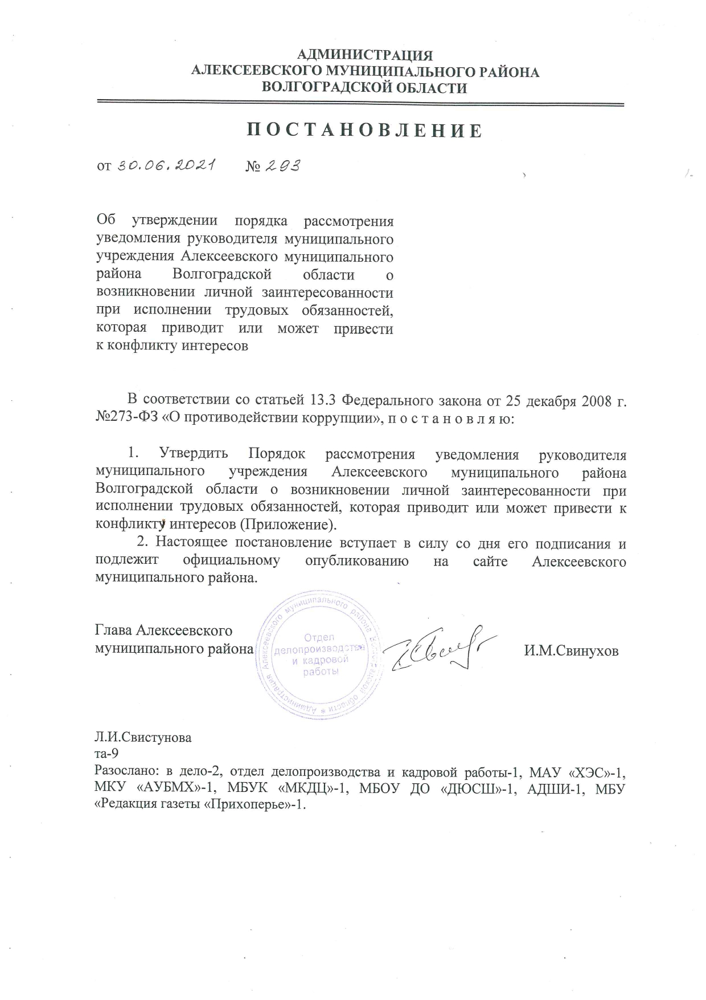 АДМИНИСТРАЦИЯ
АЛЕКСЕЕВСКОГО МУНИЦИПАЛЬНОГО РАЙОНА
ВОЛГОГРАДСКОЙ ОБЛАСТИ
П О С Т А Н О В Л Е Н И Е
от 30.06.2021 № 293
Об утверждении порядка рассмотрения
уведомления руководителя муниципального
учреждения Алексеевского муниципального
района Волгоградской области о
возникновении личной заинтересованности
при исполнении трудовых обязанностей,
которая приводит или может привести
к конфликту интересов
В соответствии со статьей 13.3 Федерального закона от 25 декабря 2008 г.
№273-ФЗ «О противодействии коррупции», п о с т а н о в л я ю:
1. Утвердить Порядок рассмотрения уведомления руководителя
муниципального учреждения Алексеевского муниципального района
Волгоградской области о возникновении личной заинтересованности при
исполнении трудовых обязанностей, которая приводит или может привести к
конфликту интересов (Приложение).
2. Настоящее постановление вступает в силу со дня его подписания и
подлежит официальному опубликованию на сайте Алексеевского
муниципального района.
Глава Алексеевского
муниципального района И.М.Свинухов
Администрация Алексеевского муниципального района Волгоградской области *
Отдел
делопроизводства
и кадровой
работы
Л.И.Свистунова
та-9
Разослано: в дело-2, отдел делопроизводства и кадровой работы-1, МАУ «ХЭС»-1,
МКУ «АУБМХ»-1, МБУК «МКДЦ»-1, МБОУ ДО «ДЮСШ»-1, АДШИ-1, МБУ
«Редакция газеты «Прихоперье»-1.